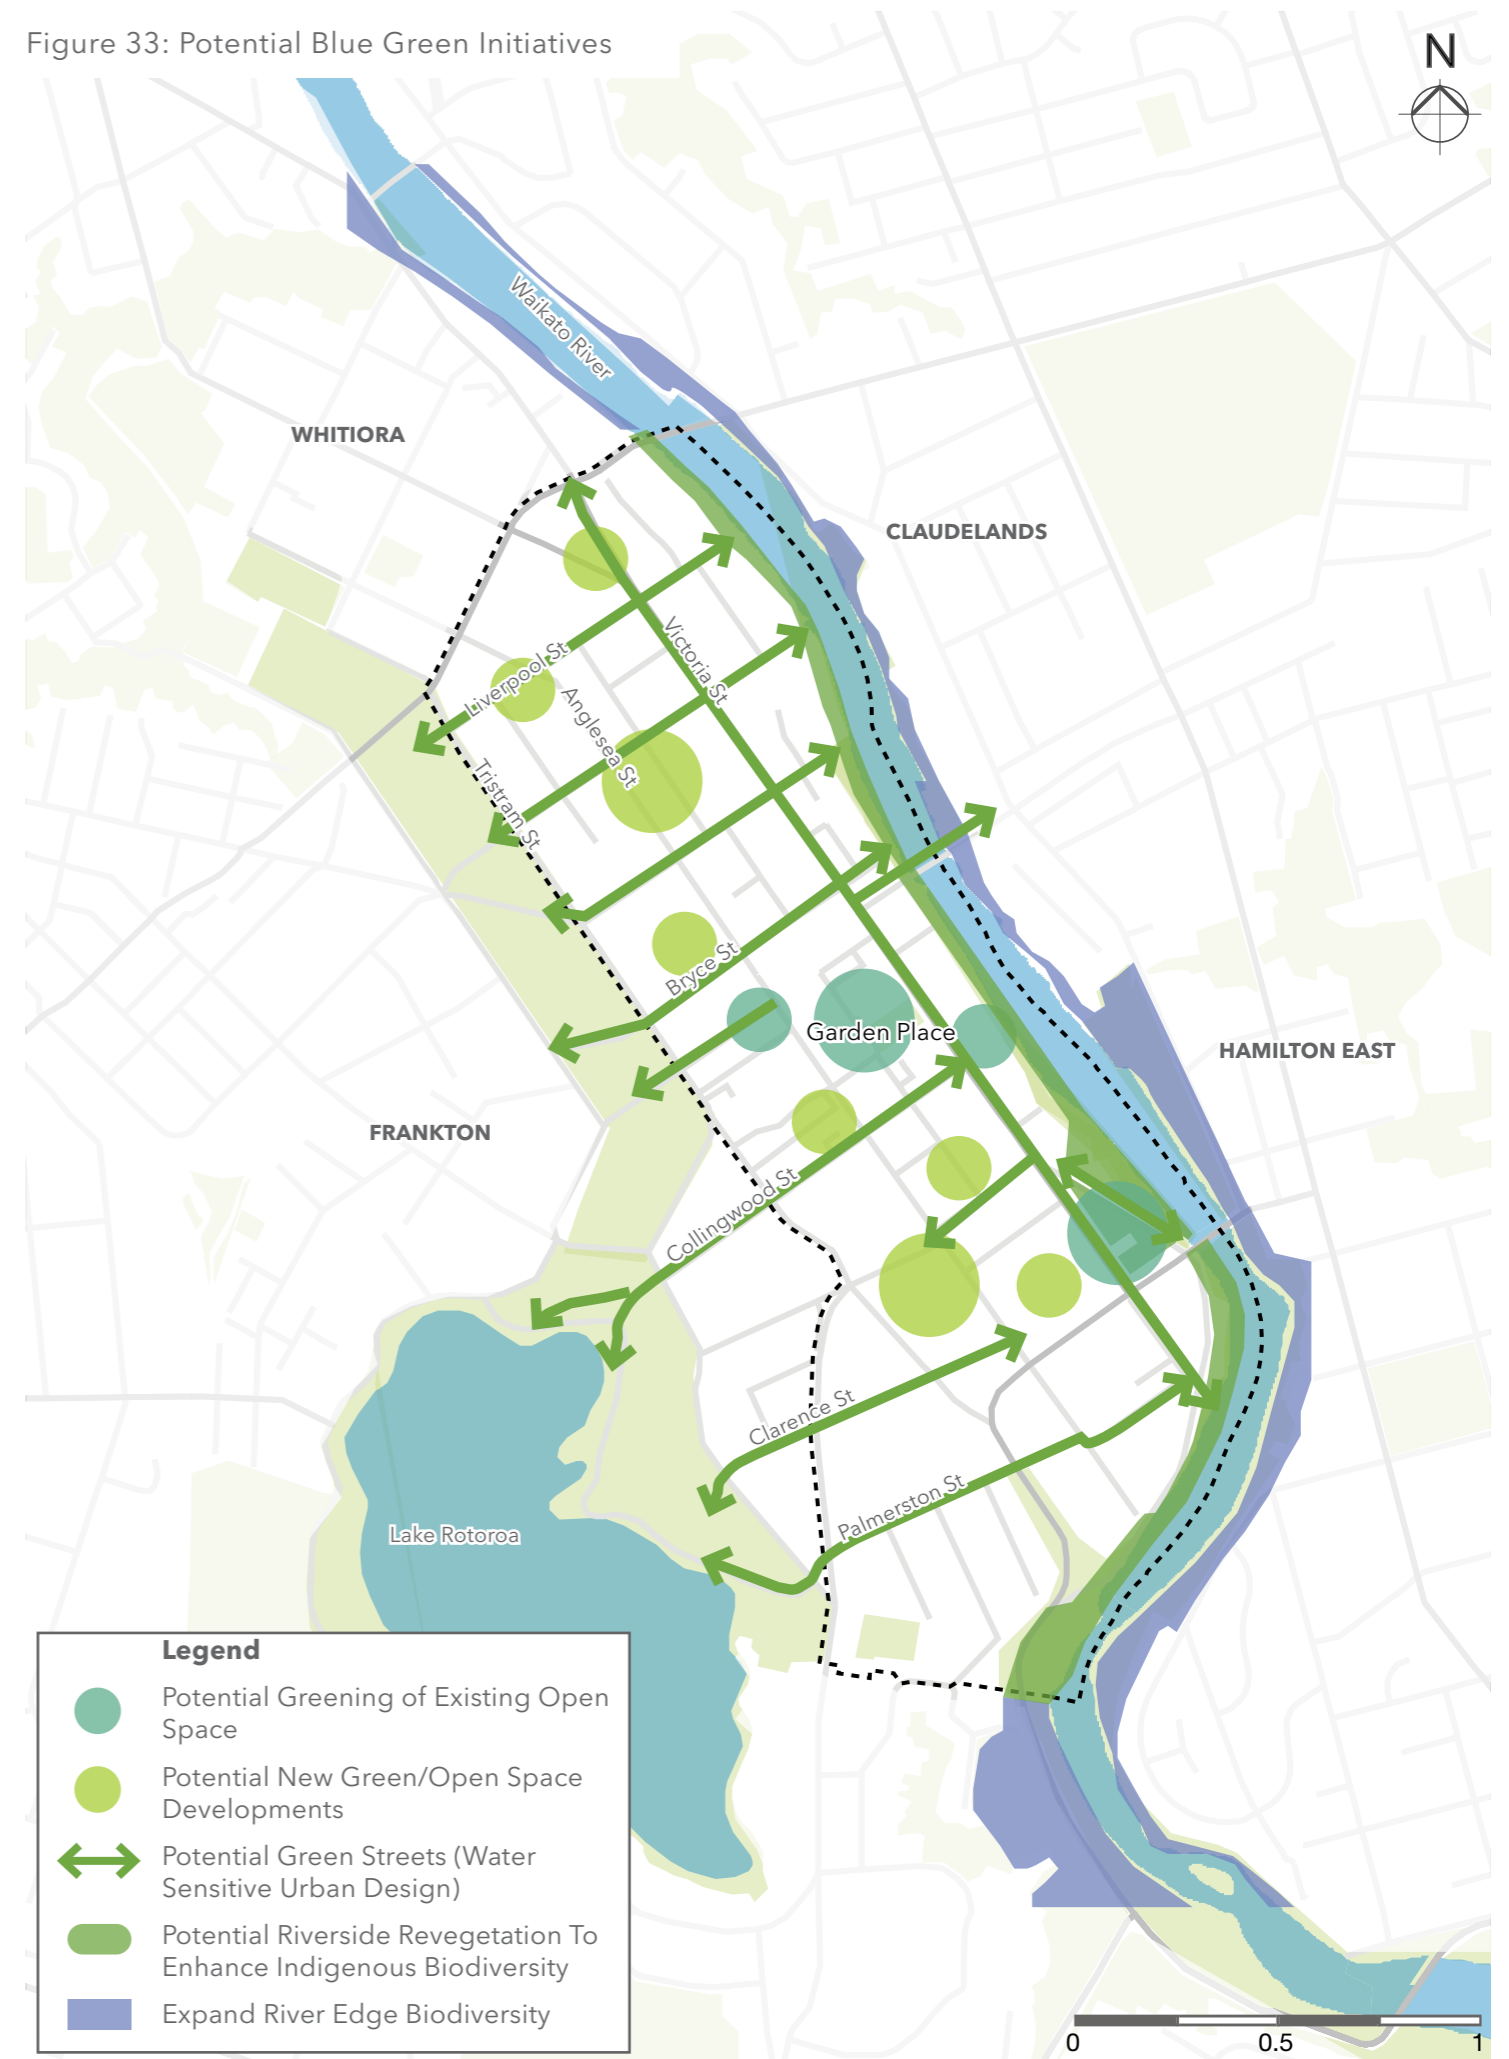 Figure 33: Potential Blue Green Initiatives
N
Waikato River
WHITIORA
CLAUDELANDS
Victoria St
Liverpool St
Anglesea St
Tristram St
Bryce St
Garden Place
HAMILTON EAST
FRANKTON
Collingwood St
Clarence St
Palmerston St
Lake Rotoroa
Legend
Potential Greening of Existing Open
Space
Potential New Green/Open Space
Developments
Potential Green Streets (Water
Sensitive Urban Design)
Potential Riverside Revegetation To
Enhance Indigenous Biodiversity
Expand River Edge Biodiversity
0 0.5 1